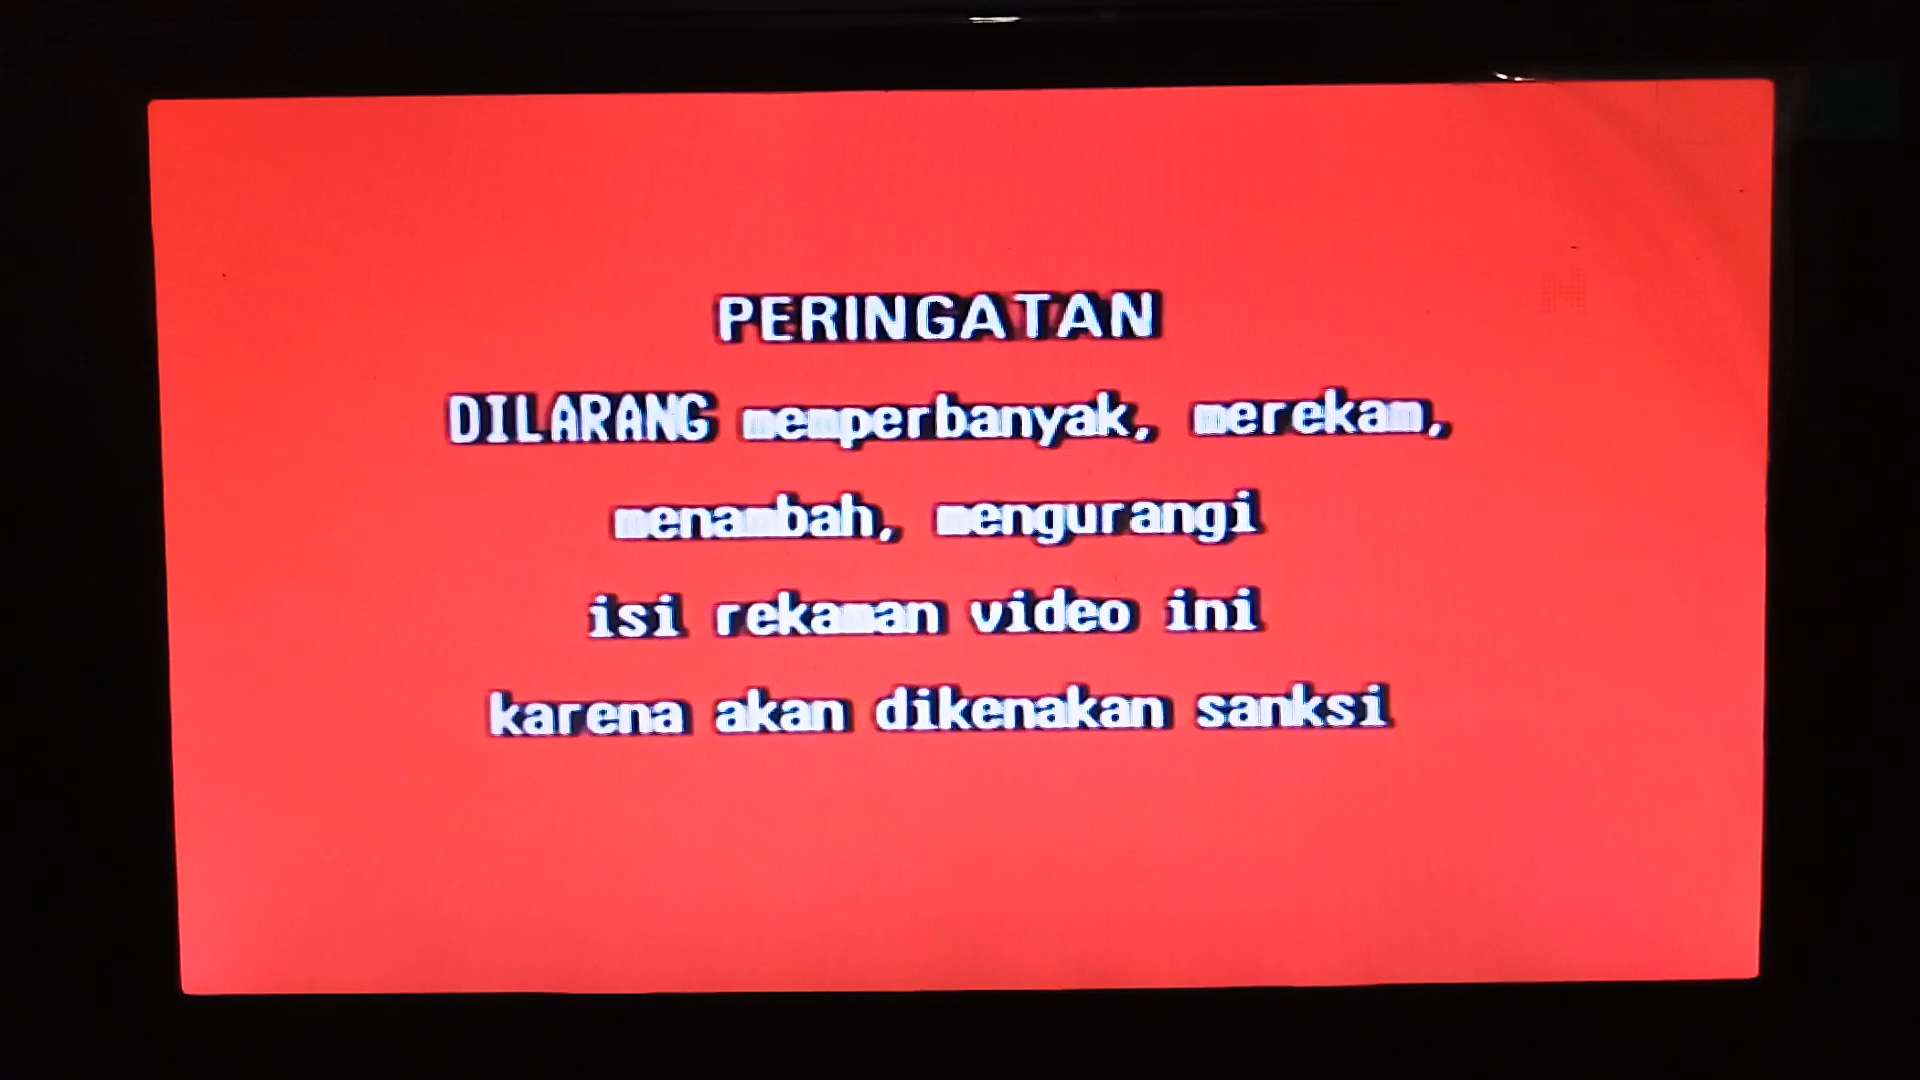 PERINGATAN
DILARANG memperbanyak, merekam,
menambah, mengurangi
isi rekaman video ini
karena akan dikenakan sanksi